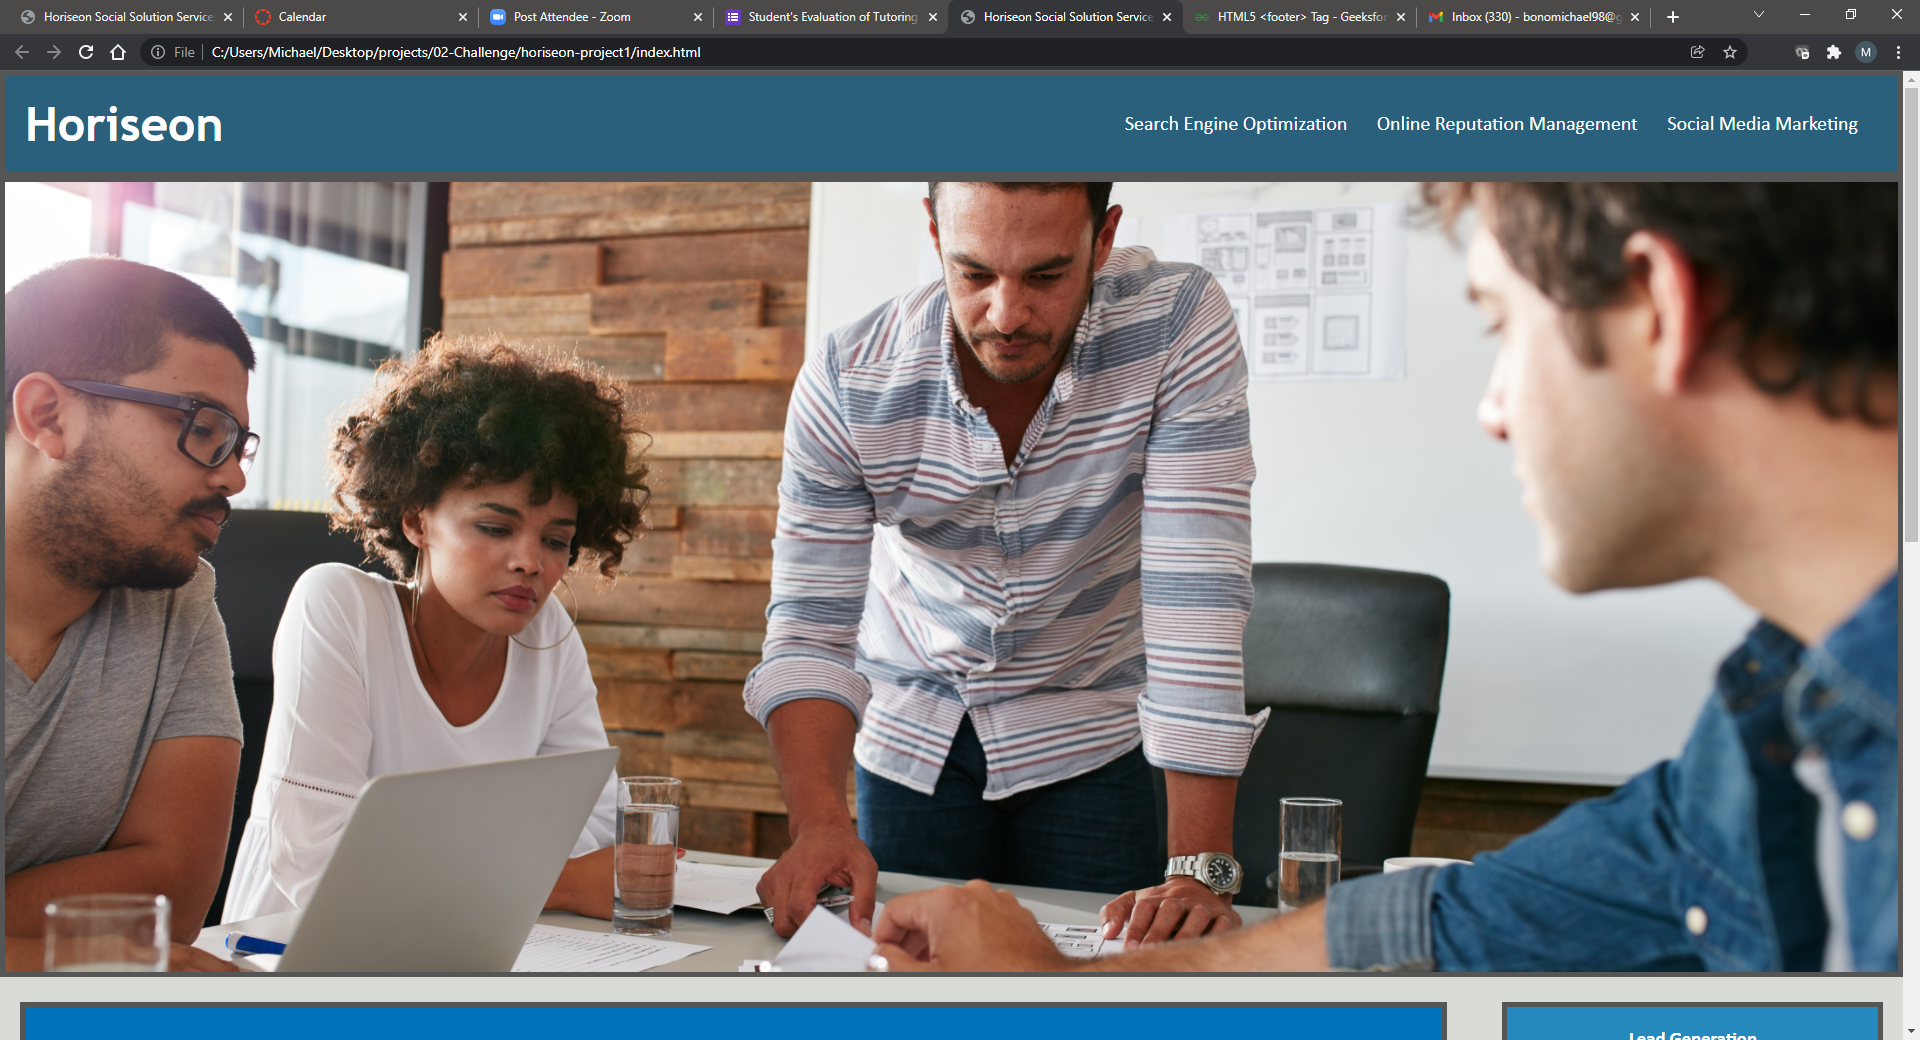 Horiseon Social Solution Service
Calendar
Post Attendee - Zoom
Student's Evaluation of Tutoring
Horiseon Social Solution Service
HTML5 <footer> Tag - Geeksfor
Inbox (330) - bonomichael98@g
File
C:/Users/Michael/Desktop/projects/02-Challenge/horiseon-project1/index.html
M
Horiseon
Search Engine Optimization
Online Reputation Management
Social Media Marketing
Lead Generation